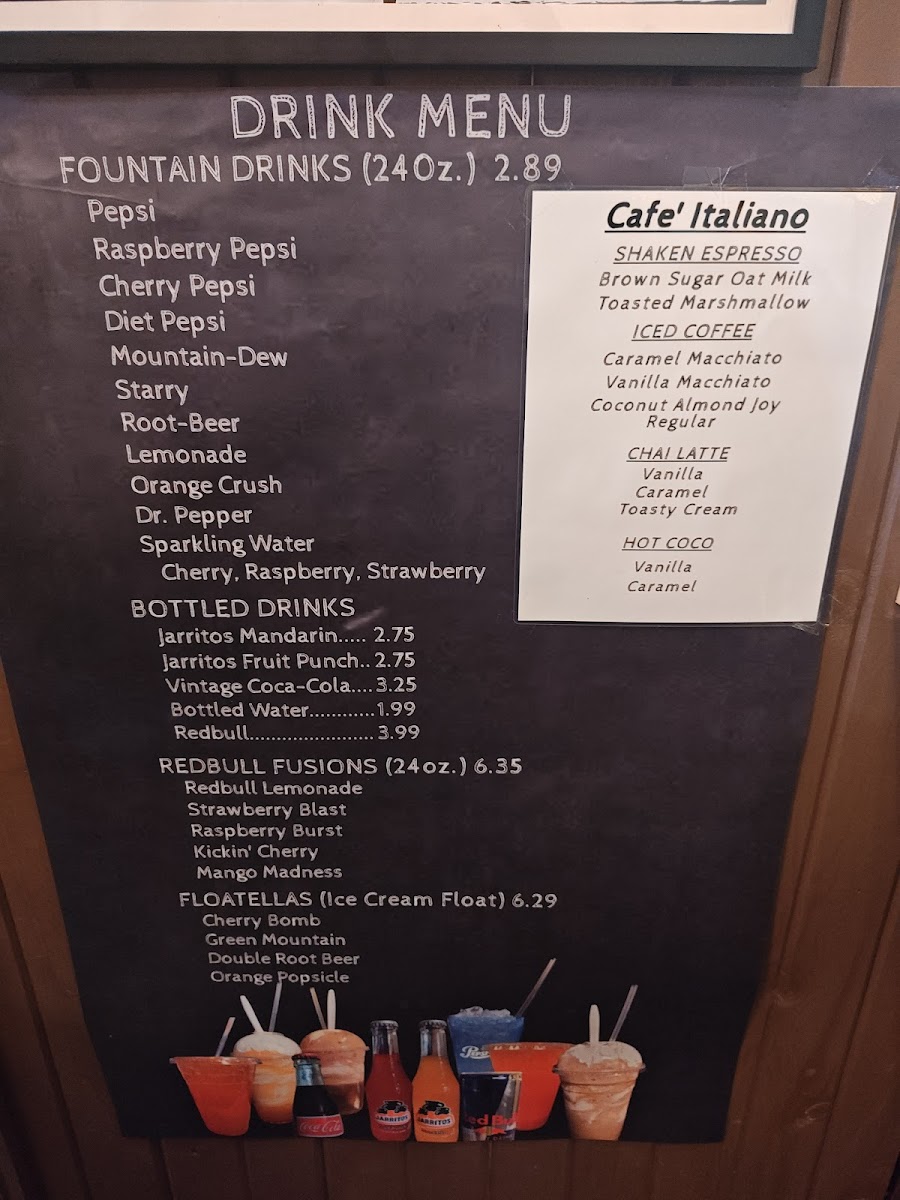 DRINK MENU
FOUNTAIN DRINKS (24Oz.) 2.89
Pepsi
Raspberry Pepsi
Cherry Pepsi
Diet Pepsi
Mountain-Dew
Starry
Root-Beer
Lemonade
Orange Crush
Dr. Pepper
Sparkling Water
Cherry, Raspberry, Strawberry
BOTTLED DRINKS
Jarritos Mandarin..... 2.75
Jarritos Fruit Punch.. 2.75
Vintage Coca-Cola.... 3.25
Bottled Water............ 1.99
Redbull....................... 3.99
REDBULL FUSIONS (24oz.) 6.35
Redbull Lemonade
Strawberry Blast
Raspberry Burst
Kickin' Cherry
Mango Madness
FLOATELLAS (Ice Cream Float) 6.29
Cherry Bomb
Green Mountain
Double Root Beer
Orange Popsicle
Cafe' Italiano
SHAKEN ESPRESSO
Brown Sugar Oat Milk
Toasted Marshmallow
ICED COFFEE
Caramel Macchiato
Vanilla Macchiato
Coconut Almond Joy
Regular
CHAI LATTE
Vanilla
Caramel
Toasty Cream
HOT COCO
Vanilla
Caramel
Coca-Cola
JARRITOS
JARRITOS